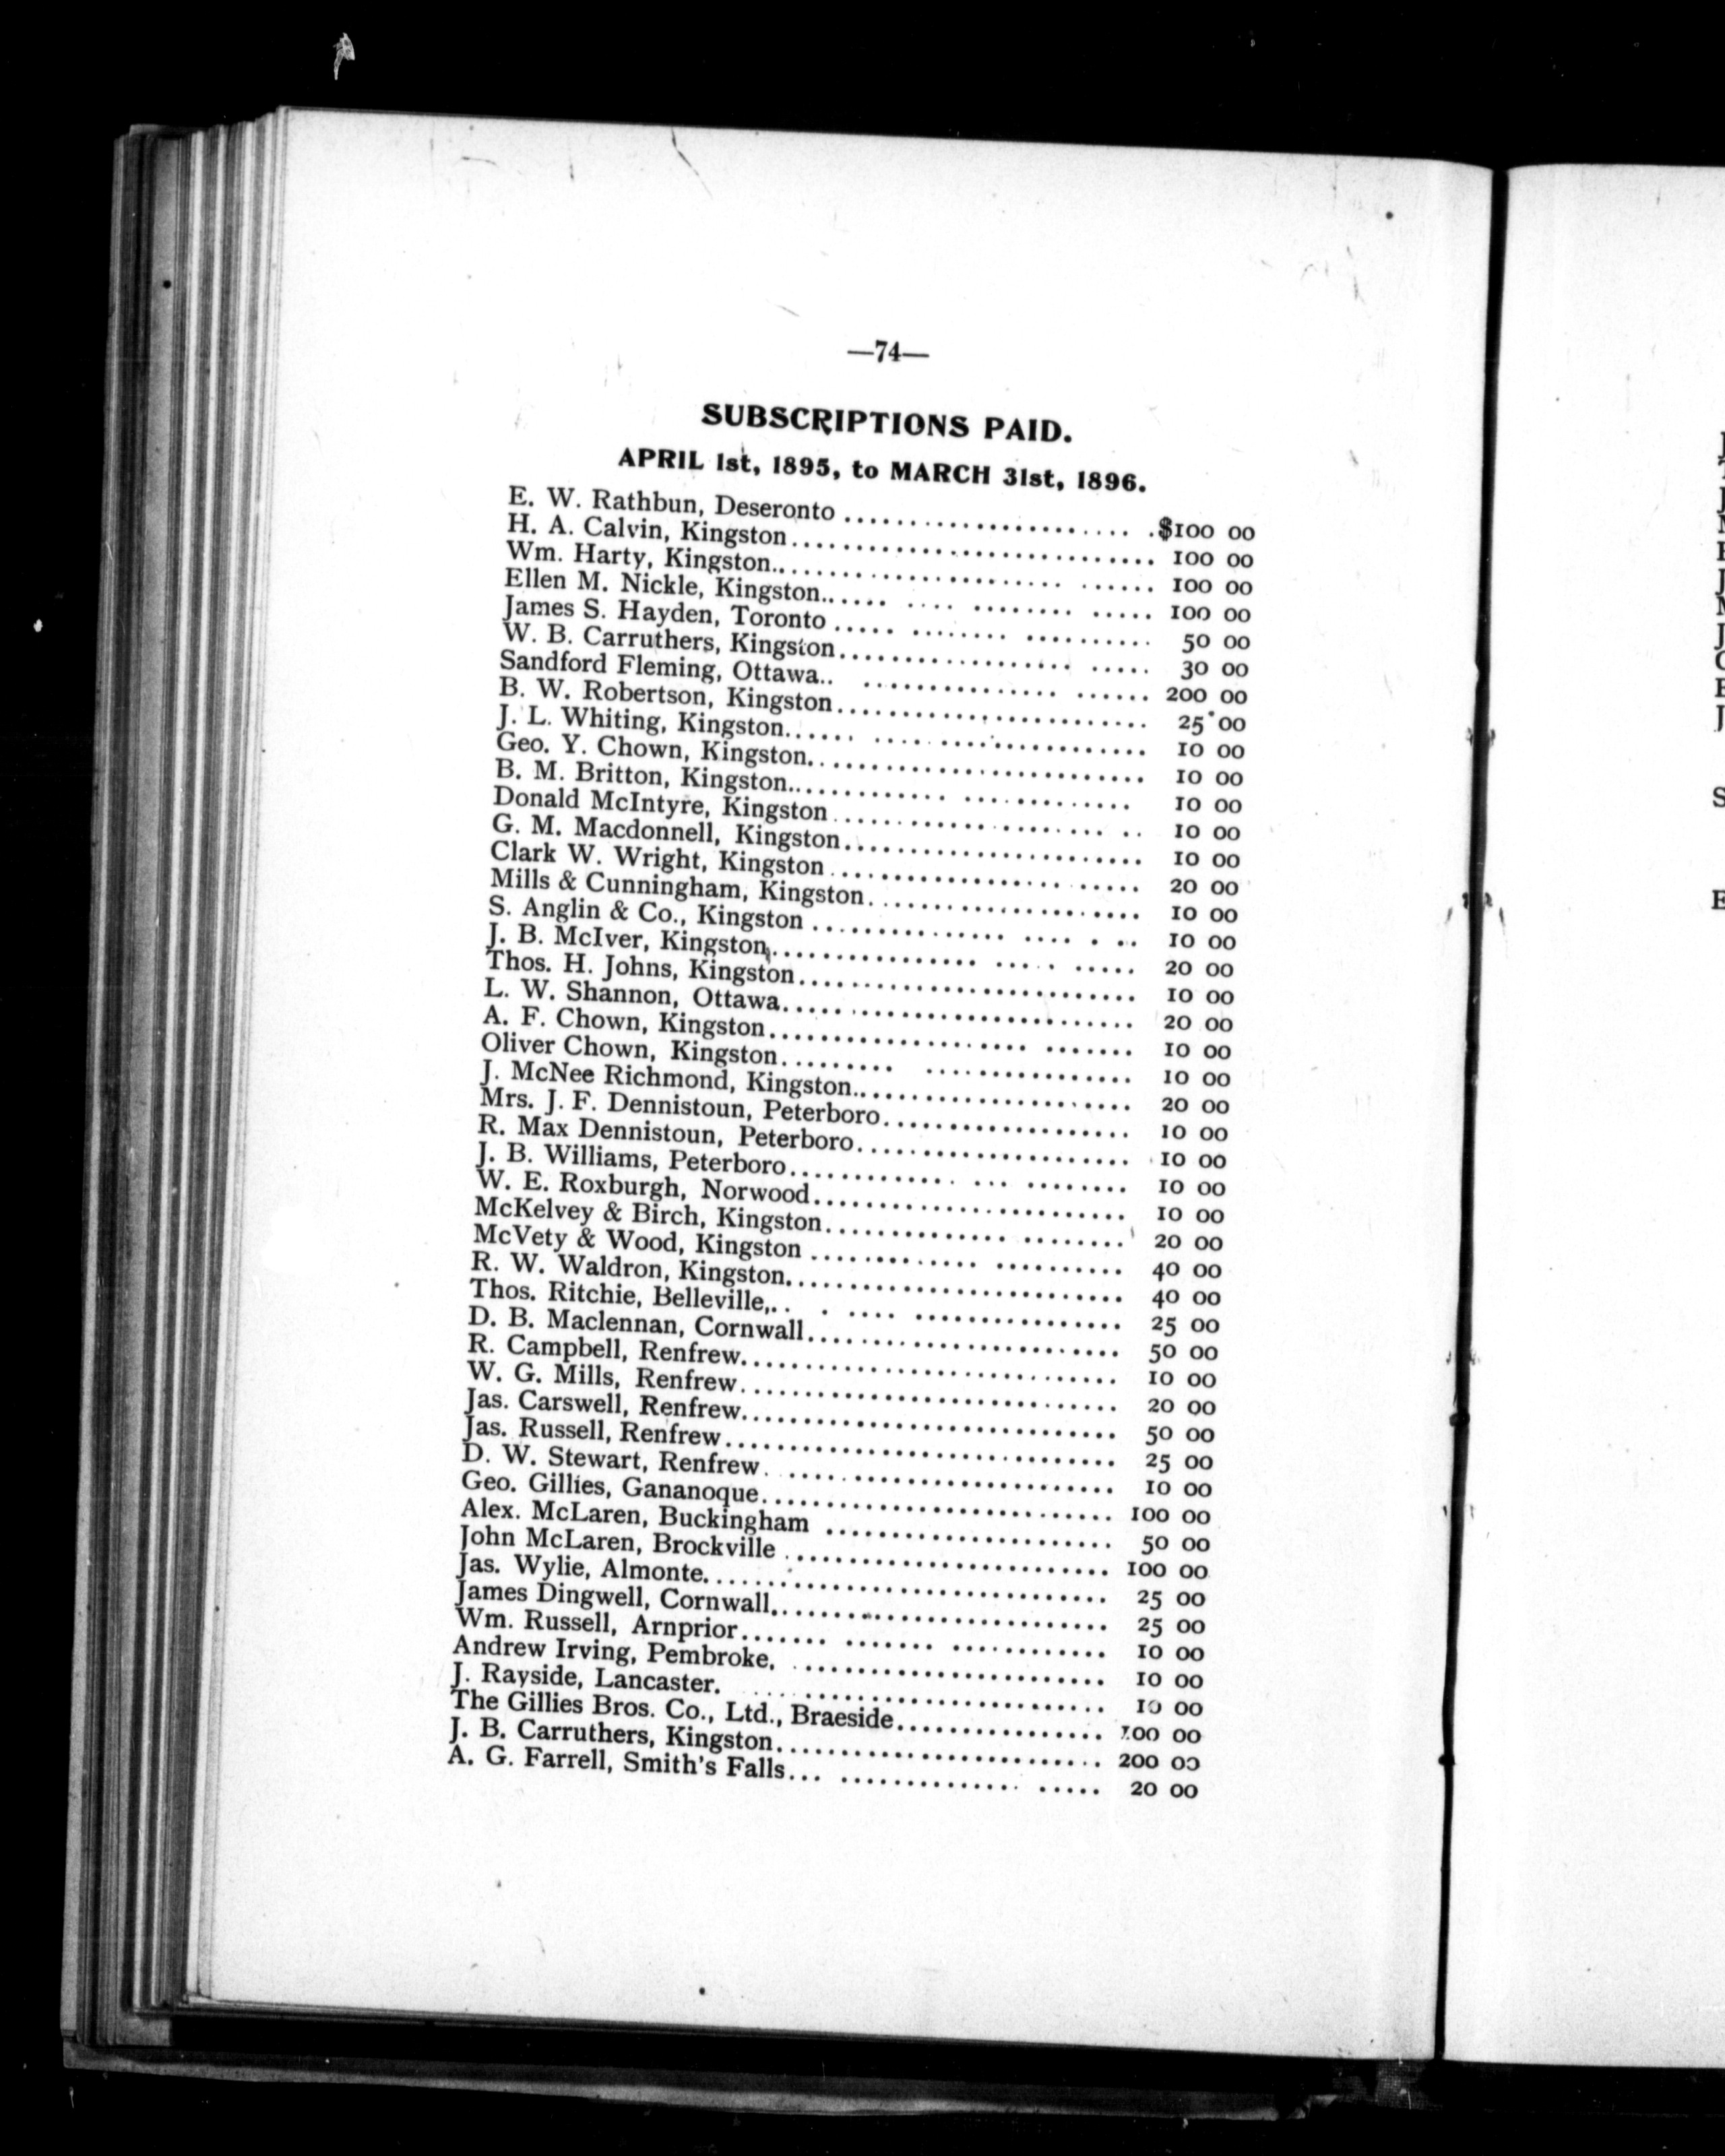 —74—
SUBSCRIPTIONS PAID.
APRIL 1st, 1895, to MARCH 31st, 1896.
E. W. Rathbun, Deseronto ........................ $100 00
H. A. Calvin, Kingston ............................ 100 00
Wm. Harty, Kingston ............................ 100 00
Ellen M. Nickle, Kingston ........................ 100 00
James S. Hayden, Toronto ........................ 50 00
W. B. Carruthers, Kingston ........................ 30 00
Sandford Fleming, Ottawa ........................ 200 00
B. W. Robertson, Kingston ........................ 25 00
J. L. Whiting, Kingston ........................ 10 00
Geo. Y. Chown, Kingston ........................ 10 00
B. M. Britton, Kingston ........................ 10 00
Donald McIntyre, Kingston ........................ 10 00
G. M. Macdonnell, Kingston ........................ 10 00
Clark W. Wright, Kingston ........................ 20 00
Mills & Cunningham, Kingston ........................ 10 00
S. Anglin & Co., Kingston ........................ 10 00
J. B. McIver, Kingston ........................ 20 00
Thos. H. Johns, Kingston ........................ 10 00
L. W. Shannon, Ottawa ........................ 20 00
A. F. Chown, Kingston ........................ 10 00
Oliver Chown, Kingston ........................ 10 00
J. McNee Richmond, Kingston ........................ 20 00
Mrs. J. F. Dennistoun, Peterboro ........................ 10 00
R. Max Dennistoun, Peterboro ........................ 10 00
J. B. Williams, Peterboro ........................ 10 00
W. E. Roxburgh, Norwood ........................ 10 00
McKelvey & Birch, Kingston ........................ 20 00
McVety & Wood, Kingston ........................ 40 00
R. W. Waldron, Kingston ........................ 40 00
Thos. Ritchie, Belleville, ........................ 25 00
D. B. Maclennan, Cornwall ........................ 50 00
R. Campbell, Renfrew ........................ 10 00
W. G. Mills, Renfrew ........................ 20 00
Jas. Carswell, Renfrew ........................ 50 00
Jas. Russell, Renfrew ........................ 25 00
D. W. Stewart, Renfrew ........................ 10 00
Geo. Gillies, Gananoque ........................ 100 00
Alex. McLaren, Buckingham ........................ 50 00
John McLaren, Brockville ........................ 100 00
Jas. Wylie, Almonte ........................ 25 00
James Dingwell, Cornwall ........................ 25 00
Wm. Russell, Arnprior ........................ 10 00
Andrew Irving, Pembroke ........................ 10 00
J. Rayside, Lancaster ........................ 10 00
The Gillies Bros. Co., Ltd., Braeside ................ 100 00
J. B. Carruthers, Kingston ........................ 200 00
A. G. Farrell, Smith's Falls ........................ 20 00